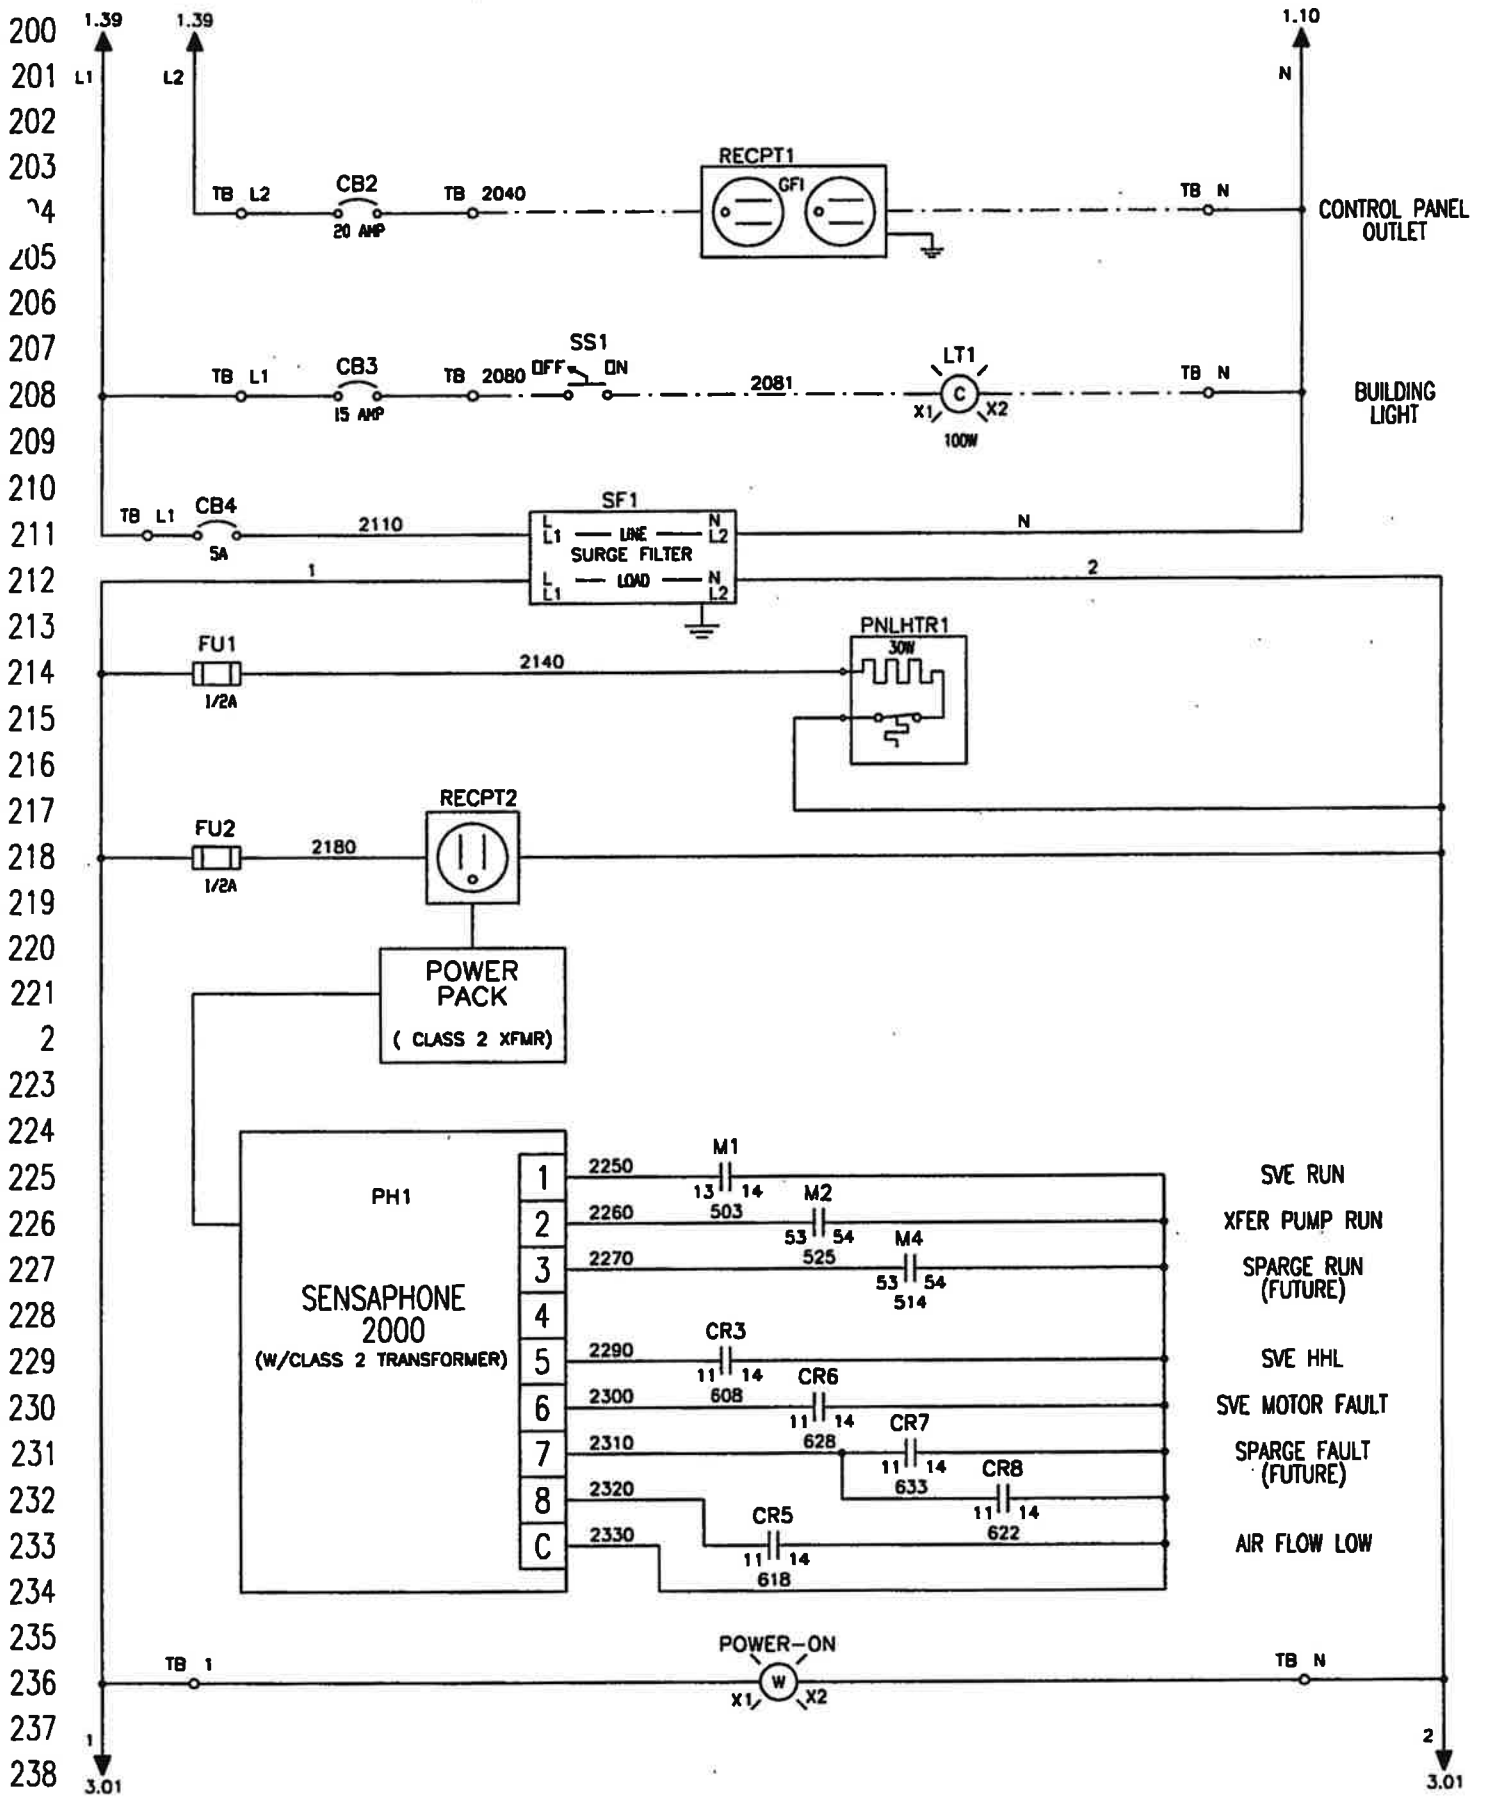 200 1.39 1.39 1.10
201 L1 L2 N
202
203 RECPT1
GFI
4 TB L2 CB2 TB 2040 TB N CONTROL PANEL
20 AMP OUTLET
205
206
207 SS1 LT1
OFF ON
208 TB L1 CB3 TB 2080 2081 C TB N BUILDING
15 AMP X1 X2 LIGHT
209 100W
210 SF1
211 TB L1 CB4 2110 L N N
L1 LINE L2
5A SURGE FILTER
212 1 L LOAD N 2
L1 L2
213 PNLHTR1
FU1 30W
214 2140
1/2A
215
216
217 RECPT2
FU2
218 2180
1/2A
219
220
POWER
221 PACK
2 ( CLASS 2 XFMR)
223
224
M1
225 1 2250 SVE RUN
PH1 13 14 M2
226 2 2260 503 XFER PUMP RUN
53 54 M4
227 3 2270 525 SPARGE RUN
53 54 (FUTURE)
SENSAPHONE 514
228 4
2000 CR3
229 (W/CLASS 2 TRANSFORMER) 5 2290 SVE HHL
11 14 CR6
230 6 2300 608 SVE MOTOR FAULT
11 14 CR7
231 7 2310 628 SPARGE FAULT
11 14 CR8 (FUTURE)
232 8 2320 633
CR5 11 14
233 C 2330 622 AIR FLOW LOW
11 14
234 618
235 POWER-ON
TB 1 TB N
236 W
X1 X2
237
1 2
238 3.01 3.01